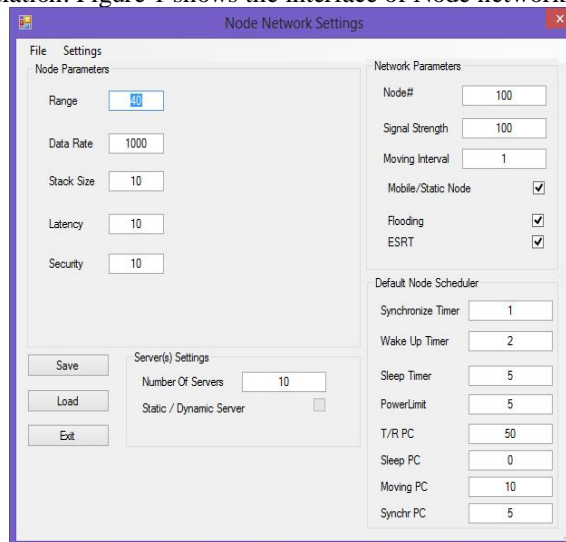 ulation. Figure 1 shows the interface of Node network
Node Network Settings
File Settings
Node Parameters
Range 40
Data Rate 1000
Stack Size 10
Latency 10
Security 10
Network Parameters
Node# 100
Signal Strength 100
Moving Interval 1
Mobile/Static Node
Flooding
ESRT
Default Node Scheduler
Synchronize Timer 1
Wake Up Timer 2
Sleep Timer 5
PowerLimit 5
T/R PC 50
Sleep PC 0
Moving PC 10
Synchr PC 5
Save
Load
Exit
Server(s) Settings
Number Of Servers 10
Static / Dynamic Server